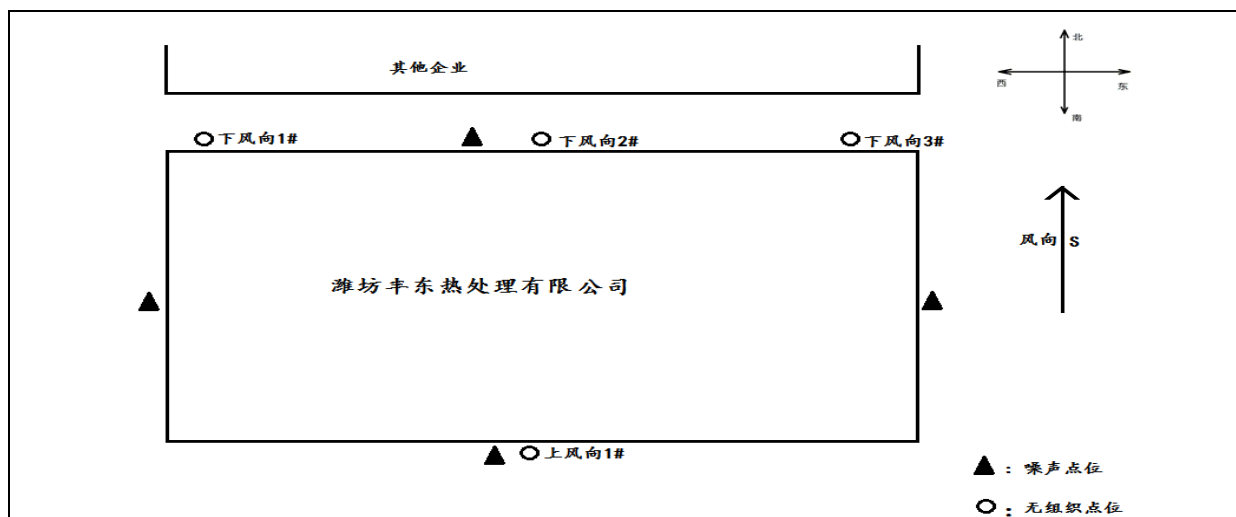 其他企业
北
西
东
南
下风向1#
下风向2#
下风向3#
风向 S
潍坊丰东热处理有限公司
上风向1#
▲：噪声点位
○：无组织点位